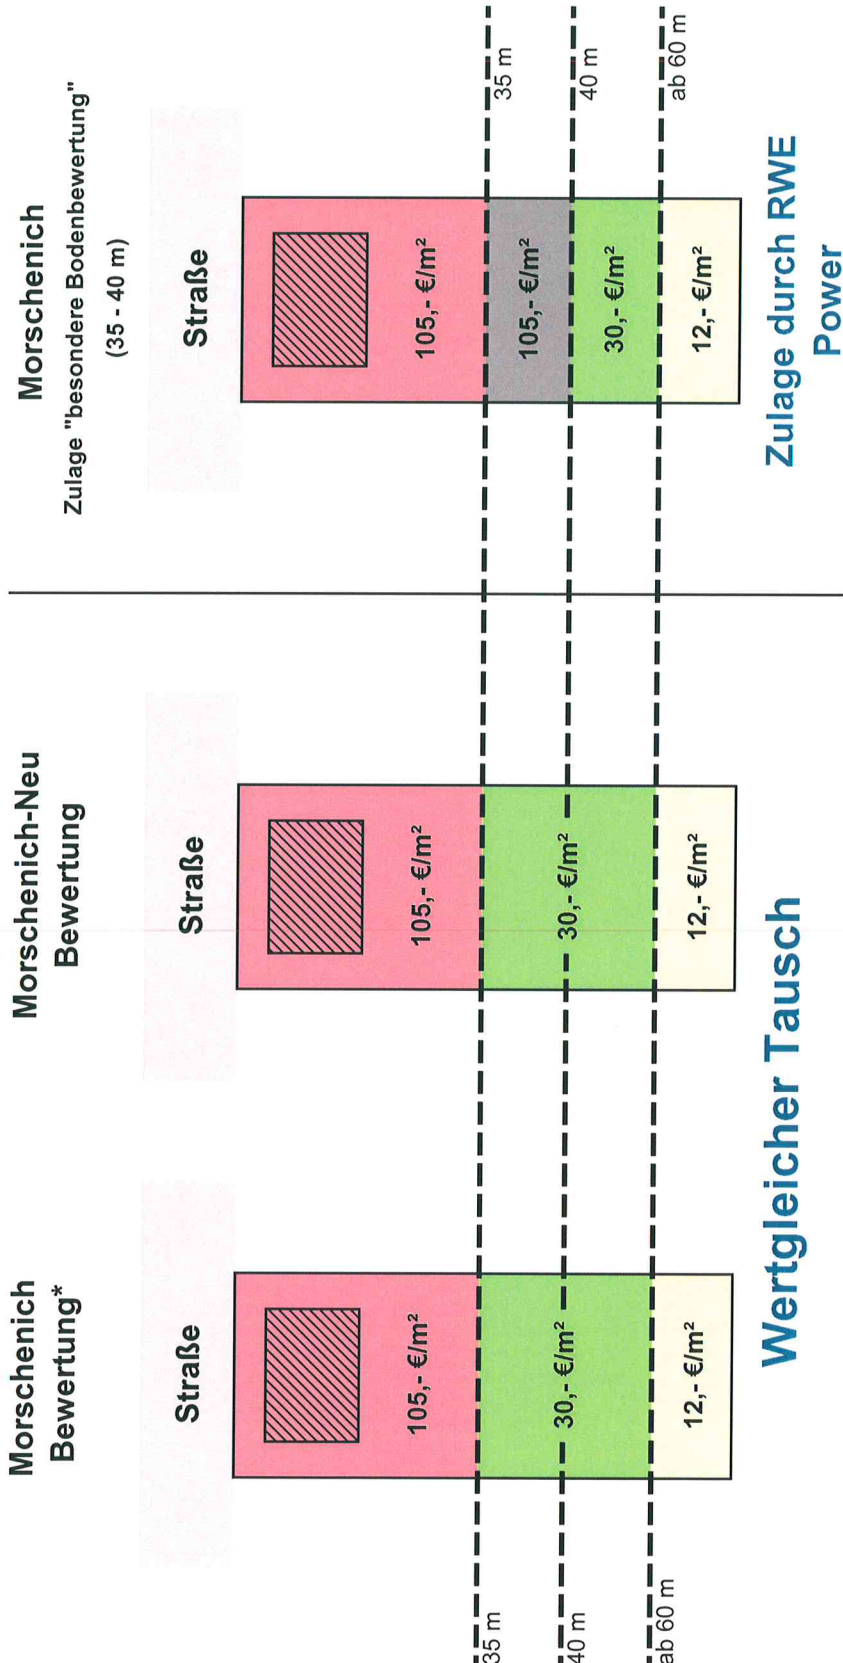 Morschenich
Bewertung*
Straße
105,- €/m²
30,- €/m²
12,- €/m²
35 m
40 m
ab 60 m
Morschenich-Neu
Bewertung
Straße
105,- €/m²
30,- €/m²
12,- €/m²
Wertgleicher Tausch
Morschenich
Zulage "besondere Bodenbewertung"
(35 - 40 m)
Straße
105,- €/m²
105,- €/m²
30,- €/m²
12,- €/m²
35 m
40 m
ab 60 m
Zulage durch RWE
Power